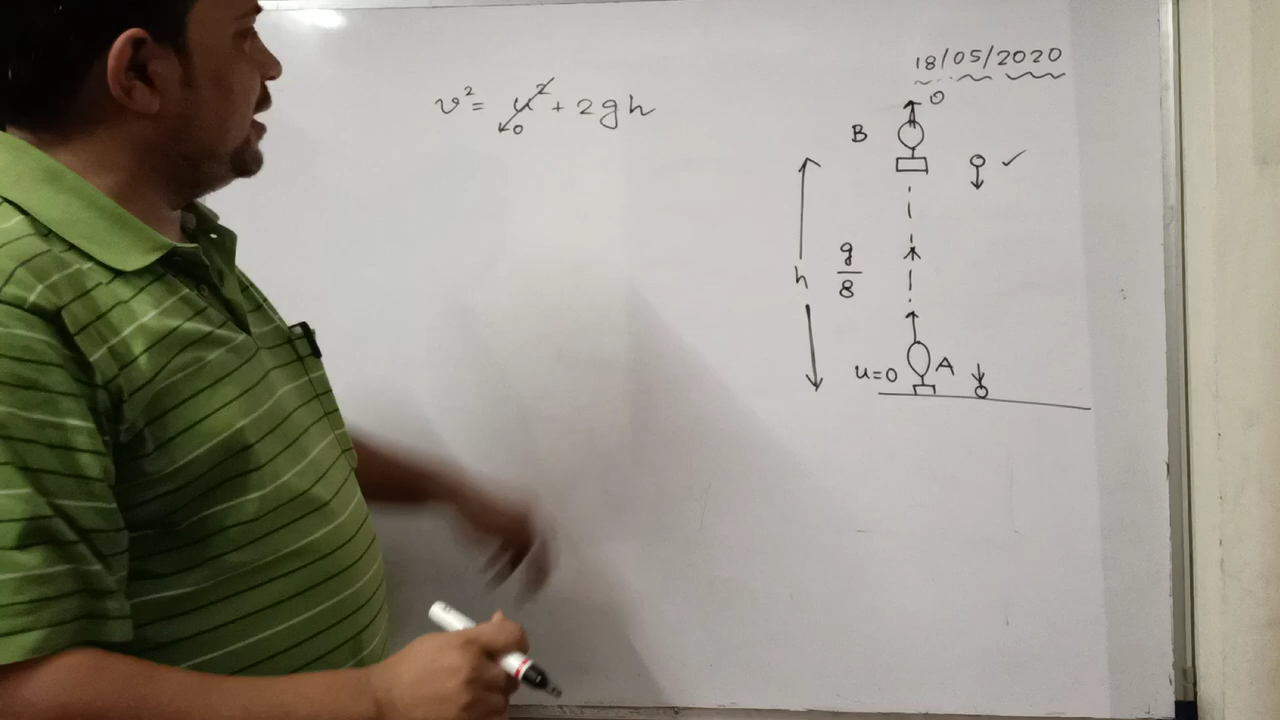 18/05/2020
v² = u² + 2gh
0
0
B
h
g/8
u=0
A